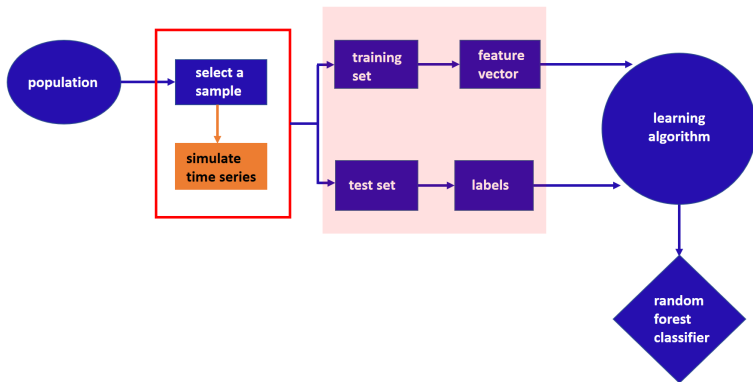 population
select a
sample
simulate
time series
training
set
feature
vector
test set
labels
learning
algorithm
random
forest
classifier